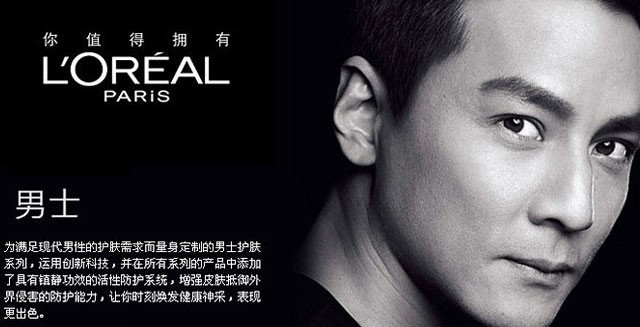 你值得拥有
L'ORÉAL
PARiS
男士
为满足现代男性的护肤需求而量身定制的男士护肤
系列，运用创新科技，并在所有系列的产品中添加
了具有镇静功效的活性防护系统，增强皮肤抵御外
界侵害的防护能力，让你时刻焕发健康神采，表现
更出色。